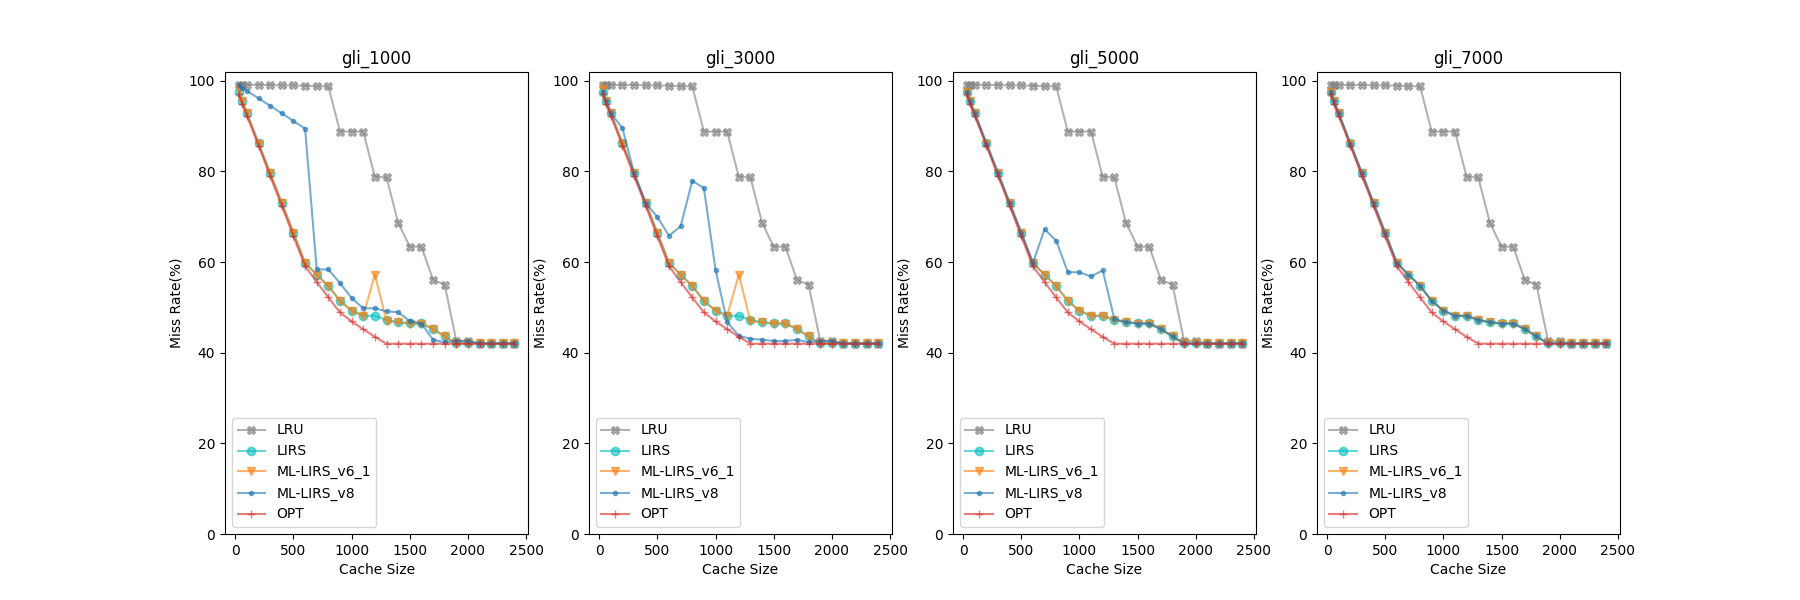 gli_1000
gli_3000
gli_5000
gli_7000
Miss Rate(%)
100
80
60
40
20
0
LRU
LIRS
ML-LIRS_v6_1
ML-LIRS_v8
OPT
0 500 1000 1500 2000 2500
Cache Size
Miss Rate(%)
100
80
60
40
20
0
LRU
LIRS
ML-LIRS_v6_1
ML-LIRS_v8
OPT
0 500 1000 1500 2000 2500
Cache Size
Miss Rate(%)
100
80
60
40
20
0
LRU
LIRS
ML-LIRS_v6_1
ML-LIRS_v8
OPT
0 500 1000 1500 2000 2500
Cache Size
Miss Rate(%)
100
80
60
40
20
0
LRU
LIRS
ML-LIRS_v6_1
ML-LIRS_v8
OPT
0 500 1000 1500 2000 2500
Cache Size